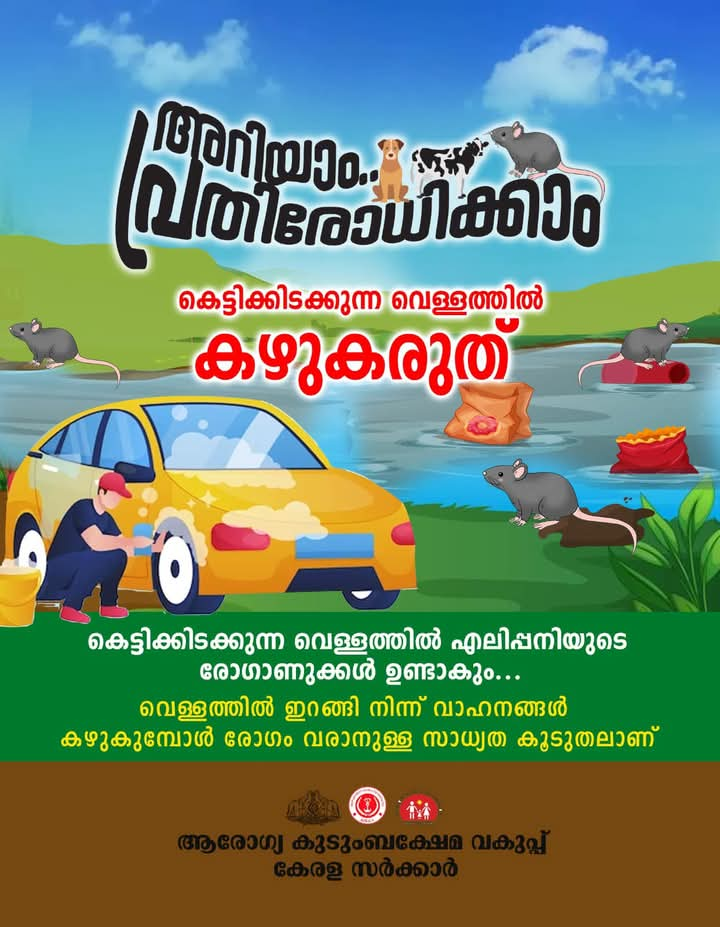 അറിയാം..
പ്രതിരോധിക്കാം
കെട്ടിക്കിടക്കുന്ന വെള്ളത്തിൽ
കഴുകരുത്
കെട്ടിക്കിടക്കുന്ന വെള്ളത്തിൽ എലിപ്പനിയുടെ
രോഗാണുക്കൾ ഉണ്ടാകും...
വെള്ളത്തിൽ ഇറങ്ങി നിന്ന് വാഹനങ്ങൾ
കഴുകുമ്പോൾ രോഗം വരാനുള്ള സാധ്യത കൂടുതലാണ്
ആരോഗ്യ കുടുംബക്ഷേമ വകുപ്പ്
കേരള സർക്കാർ